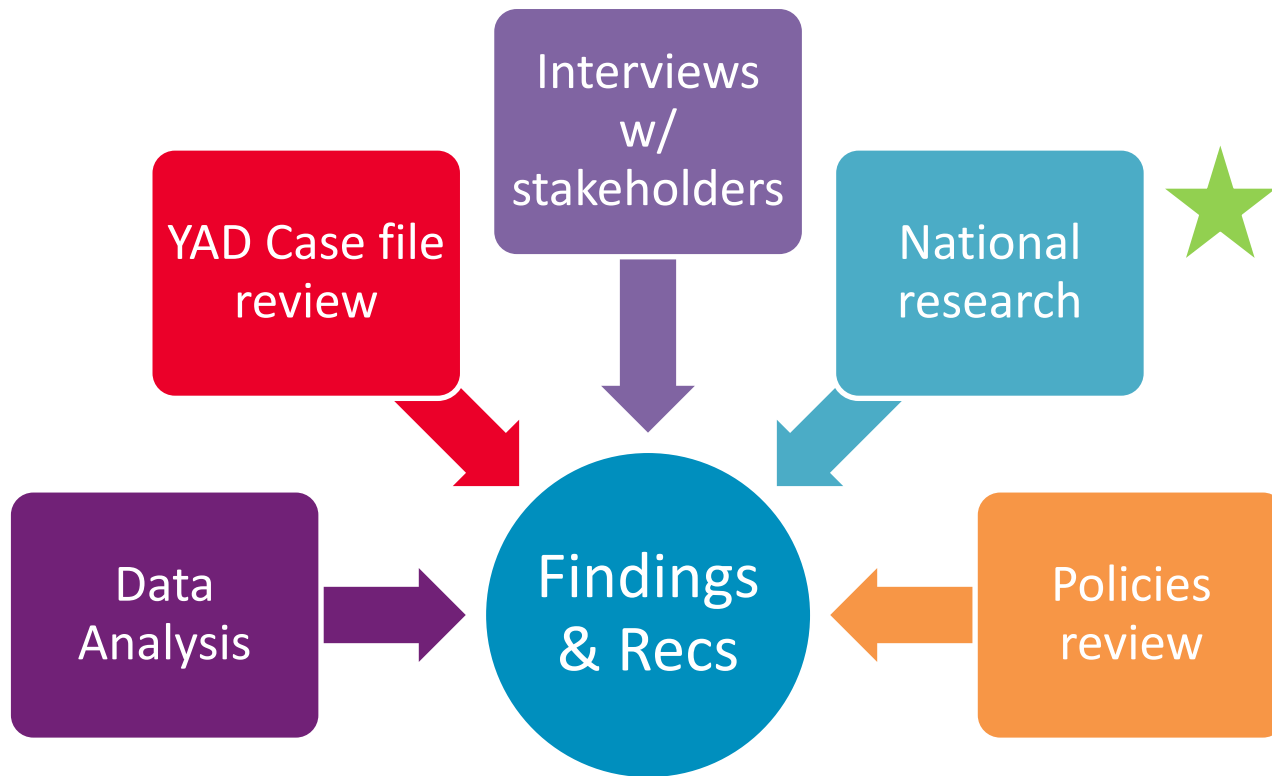 Interviews
w/
stakeholders
YAD Case file
review
National
research
Data
Analysis
Findings
& Recs
Policies
review